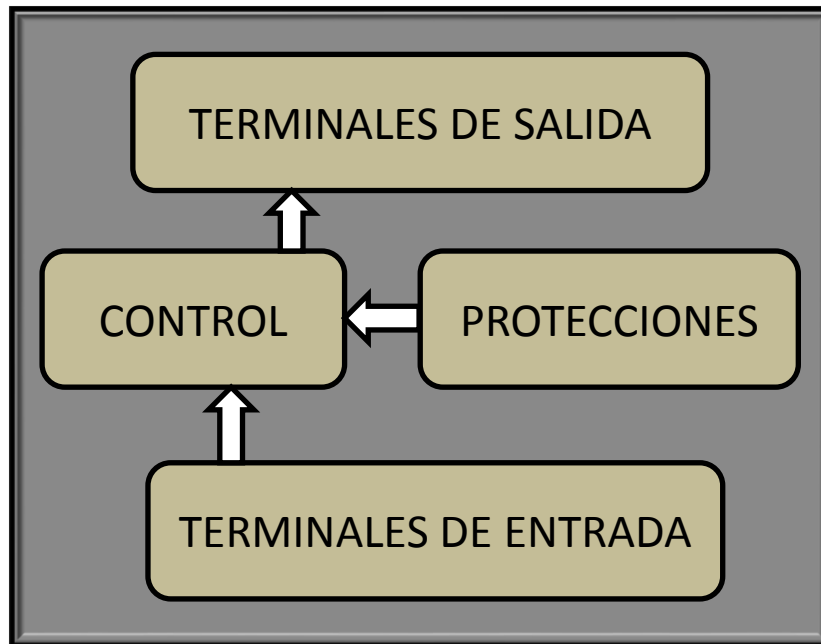 TERMINALES DE SALIDA
CONTROL
PROTECCIONES
TERMINALES DE ENTRADA